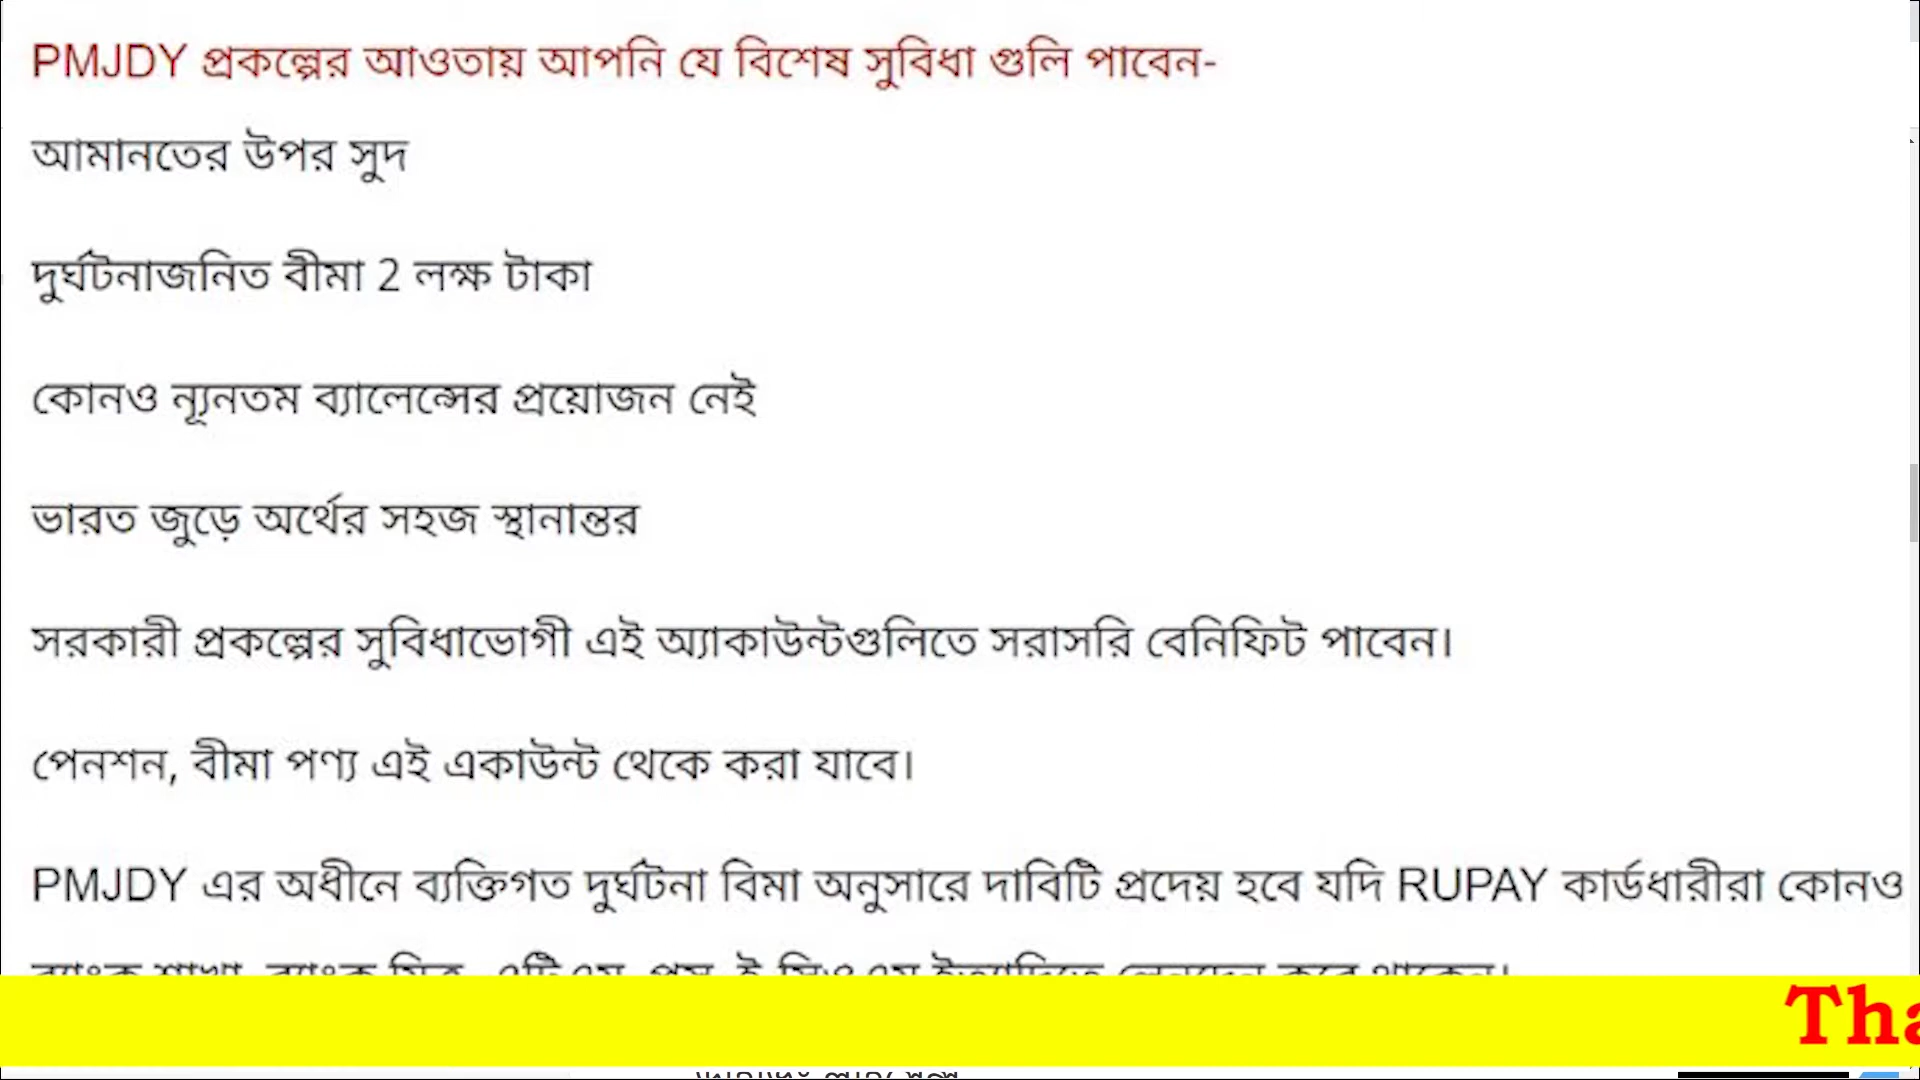 PMJDY প্রকল্পের আওতায় আপনি যে বিশেষ সুবিধা গুলি পাবেন-
আমানতের উপর সুদ
দুর্ঘটনাজনিত বীমা 2 লক্ষ টাকা
কোনও ন্যূনতম ব্যালেন্সের প্রয়োজন নেই
ভারত জুড়ে অর্থের সহজ স্থানান্তর
সরকারী প্রকল্পের সুবিধাভোগী এই অ্যাকাউন্টগুলিতে সরাসরি বেনিফিট পাবেন।
পেনশন, বীমা পণ্য এই একাউন্ট থেকে করা যাবে।
PMJDY এর অধীনে ব্যক্তিগত দুর্ঘটনা বিমা অনুসারে দাবিটি প্রদেয় হবে যদি RUPAY কার্ডধারীরা কোনও
Tha